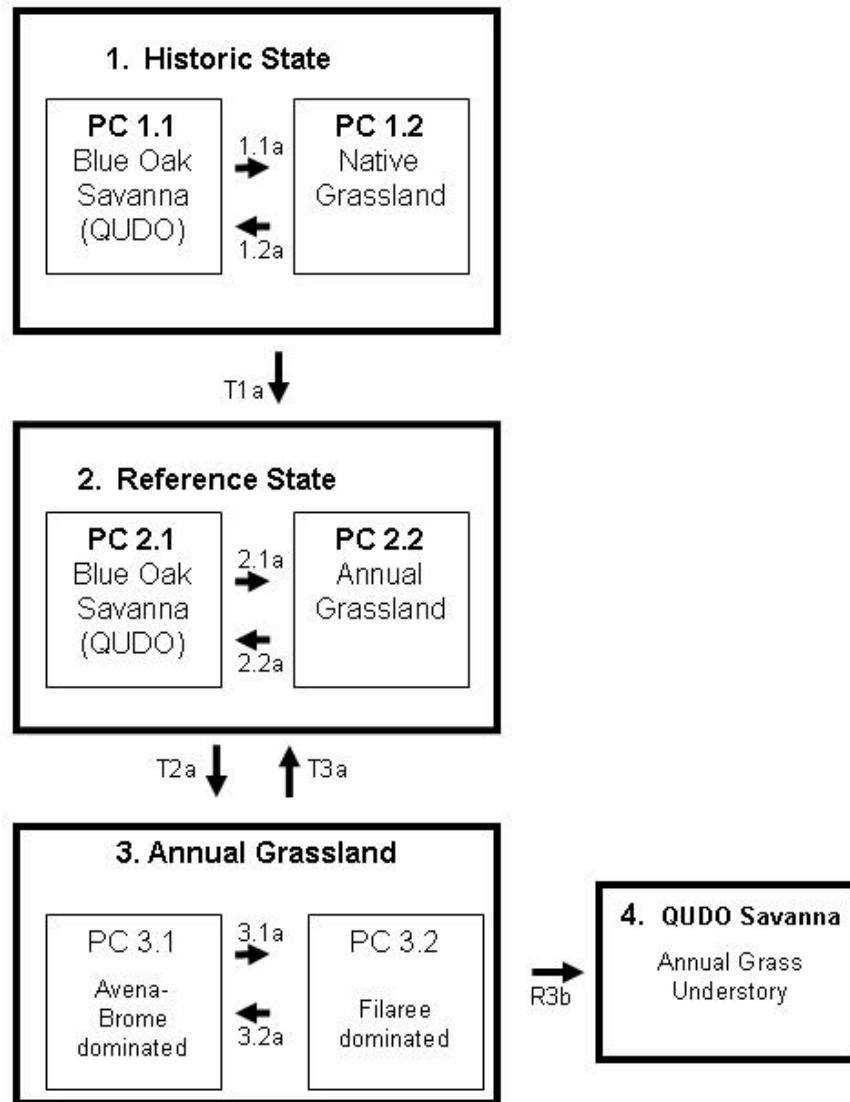 1. Historic State
PC 1.1
Blue Oak
Savanna
(QUDO)
1.1a
1.2a
PC 1.2
Native
Grassland
T1a
2. Reference State
PC 2.1
Blue Oak
Savanna
(QUDO)
2.1a
2.2a
PC 2.2
Annual
Grassland
T2a
T3a
3. Annual Grassland
PC 3.1
Avena-
Brome
dominated
3.1a
3.2a
PC 3.2
Filaree
dominated
R3b
4. QUDO Savanna
Annual Grass
Understory